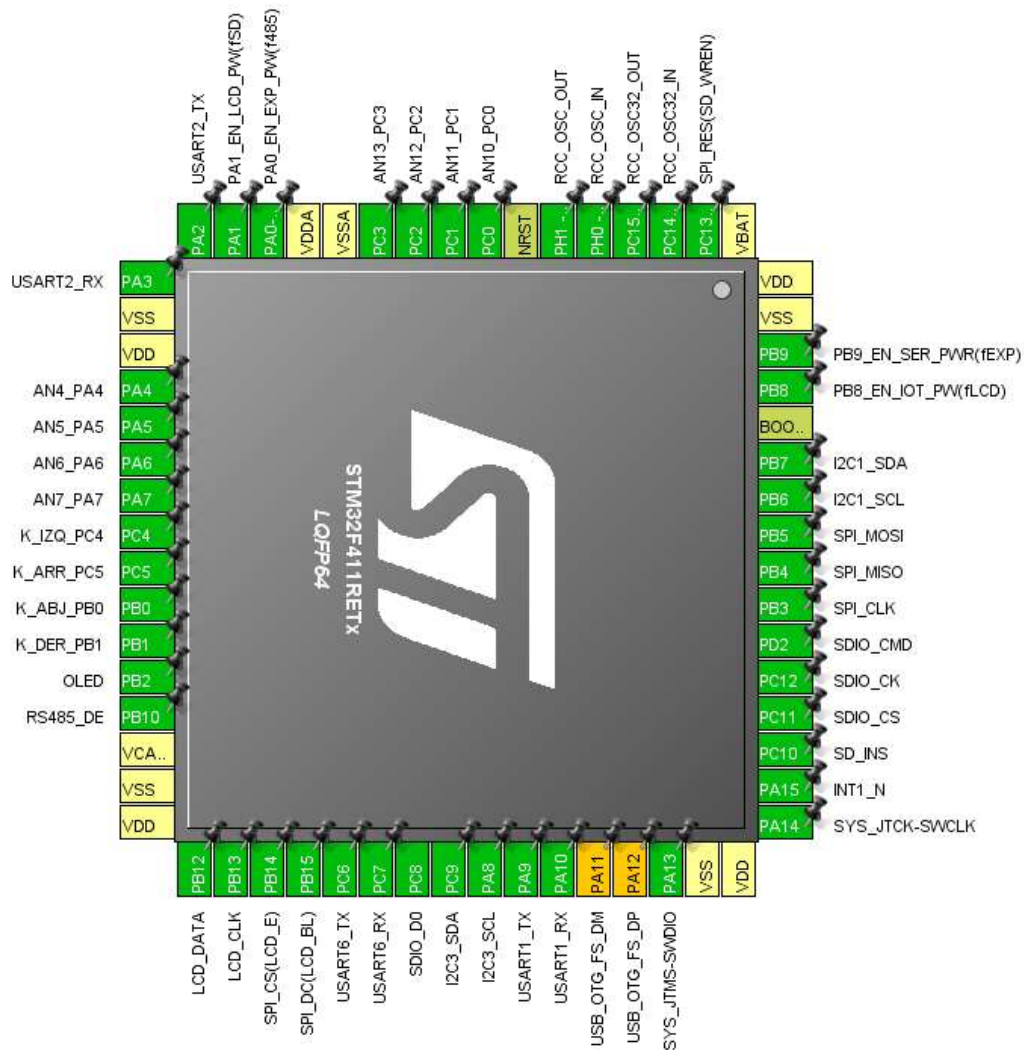 USART2_TX
PA1_EN_LCD_PW(fSD)
PA0_EN_EXP_PW(f485)
AN13_PC3
AN12_PC2
AN11_PC1
AN10_PC0
RCC_OSC_OUT
RCC_OSC_IN
RCC_OSC32_OUT
RCC_OSC32_IN
SPI_RES(SD_WREN)
PA2
PA1
PA0-..
VDDA
VSSA
PC3
PC2
PC1
PC0
NRST
PH1 -..
PH0 -..
PC15..
PC14..
PC13..
VBAT
USART2_RX PA3
VSS
VDD
AN4_PA4 PA4
AN5_PA5 PA5
AN6_PA6 PA6
AN7_PA7 PA7
K_IZQ_PC4 PC4
K_ARR_PC5 PC5
K_ABJ_PB0 PB0
K_DER_PB1 PB1
OLED PB2
RS485_DE PB10
VCA..
VSS
VDD
STM32F411RETx
LQFP64
VDD
VSS
PB9 PB9_EN_SER_PWR(fEXP)
PB8 PB8_EN_IOT_PW(fLCD)
BOO..
PB7 I2C1_SDA
PB6 I2C1_SCL
PB5 SPI_MOSI
PB4 SPI_MISO
PB3 SPI_CLK
PD2 SDIO_CMD
PC12 SDIO_CK
PC11 SDIO_CS
PC10 SD_INS
PA15 INT1_N
PA14 SYS_JTCK-SWCLK
PB12
PB13
PB14
PB15
PC6
PC7
PC8
PC9
PA8
PA9
PA10
PA11
PA12
PA13
VSS
VDD
LCD_DATA
LCD_CLK
SPI_CS(LCD_E)
SPI_DC(LCD_BL)
USART6_TX
USART6_RX
SDIO_D0
I2C3_SDA
I2C3_SCL
USART1_TX
USART1_RX
USB_OTG_FS_DM
USB_OTG_FS_DP
SYS_JTMS-SWDIO